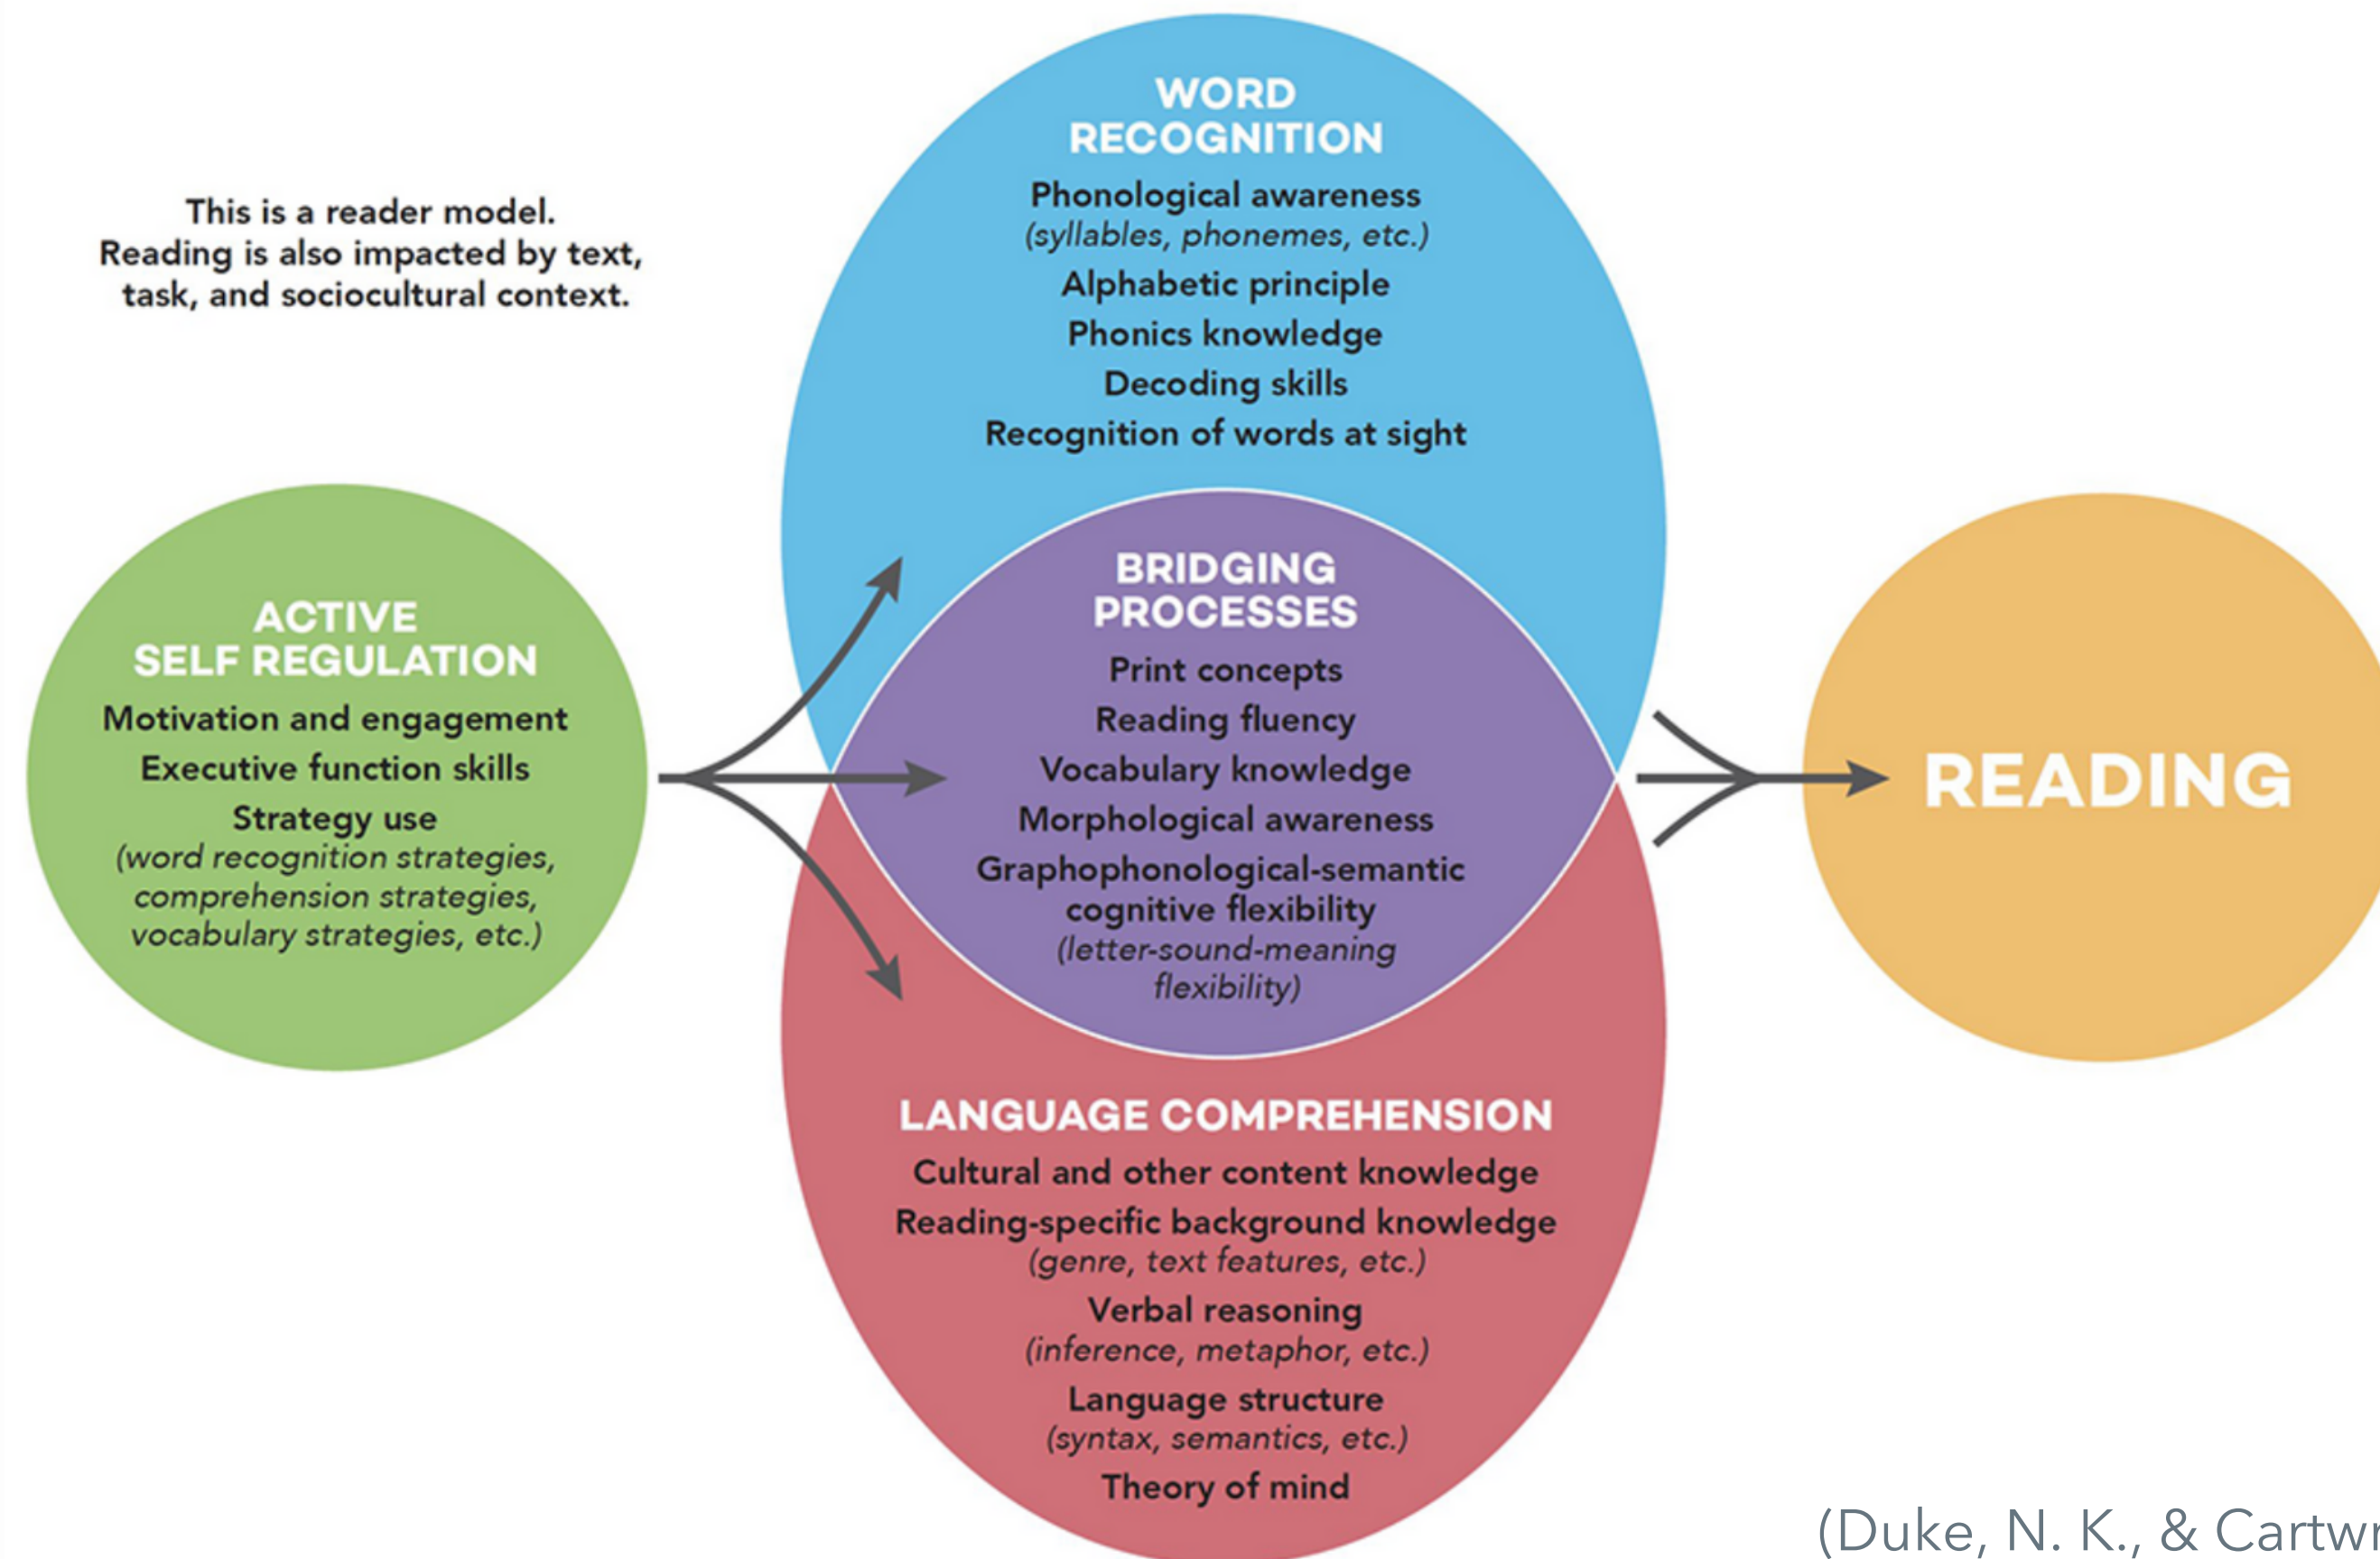 This is a reader model.
Reading is also impacted by text,
task, and sociocultural context.
ACTIVE
SELF REGULATION
Motivation and engagement
Executive function skills
Strategy use
(word recognition strategies,
comprehension strategies,
vocabulary strategies, etc.)
WORD
RECOGNITION
Phonological awareness
(syllables, phonemes, etc.)
Alphabetic principle
Phonics knowledge
Decoding skills
Recognition of words at sight
BRIDGING
PROCESSES
Print concepts
Reading fluency
Vocabulary knowledge
Morphological awareness
Graphophonological-semantic
cognitive flexibility
(letter-sound-meaning
flexibility)
LANGUAGE COMPREHENSION
Cultural and other content knowledge
Reading-specific background knowledge
(genre, text features, etc.)
Verbal reasoning
(inference, metaphor, etc.)
Language structure
(syntax, semantics, etc.)
Theory of mind
READING
(Duke, N. K., &